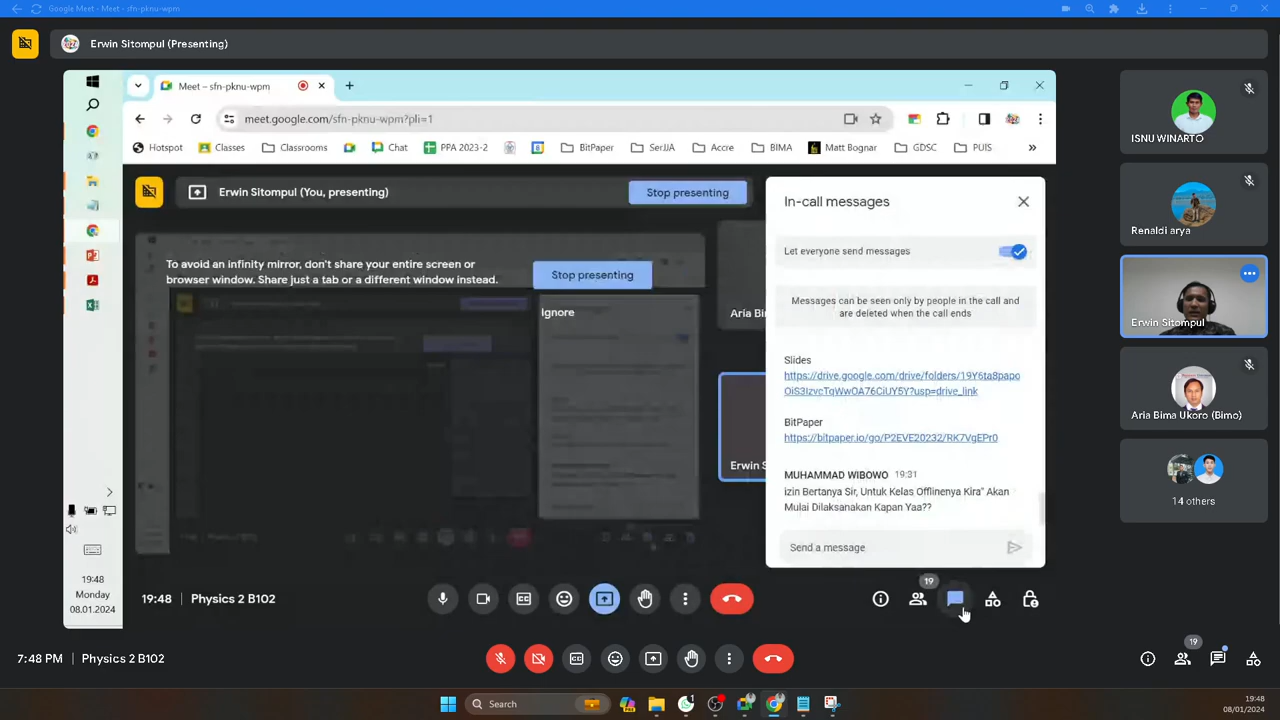 Google Meet - Meet - sfn-pknu-wpm
Erwin Sitompul (Presenting)
Meet – sfn-pknu-wpm
meet.google.com/sfn-pknu-wpm?pli=1
Hotspot
Classes
Classrooms
Chat
PPA 2023-2
BitPaper
SerJJA
Accre
BIMA
Matt Bognar
GDSC
PUIS
»
Erwin Sitompul (You, presenting)
Stop presenting
To avoid an infinity mirror, don't share your entire screen or
browser window. Share just a tab or a different window instead.
Stop presenting
Ignore
Aria Bim
Erwin S
In-call messages
Let everyone send messages
Messages can be seen only by people in the call and
are deleted when the call ends
Slides
https://drive.google.com/drive/folders/19Y6ta8papo
OiS3IzvcTqWwOA76CiUY5Y?usp=drive_link
BitPaper
https://bitpaper.io/go/P2EVE20232/RK7VgEPr0
MUHAMMAD WIBOWO 19:31
izin Bertanya Sir, Untuk Kelas Offlinenya Kira" Akan
Mulai Dilaksanakan Kapan Yaa??
Send a message
19:48
Monday
08.01.2024
19:48 Physics 2 B102
19
ISNU WINARTO
Renaldi arya
Erwin Sitompul
Aria Bima Ukoro (Bimo)
14 others
7:48 PM Physics 2 B102
19
Search
19:48
08/01/2024